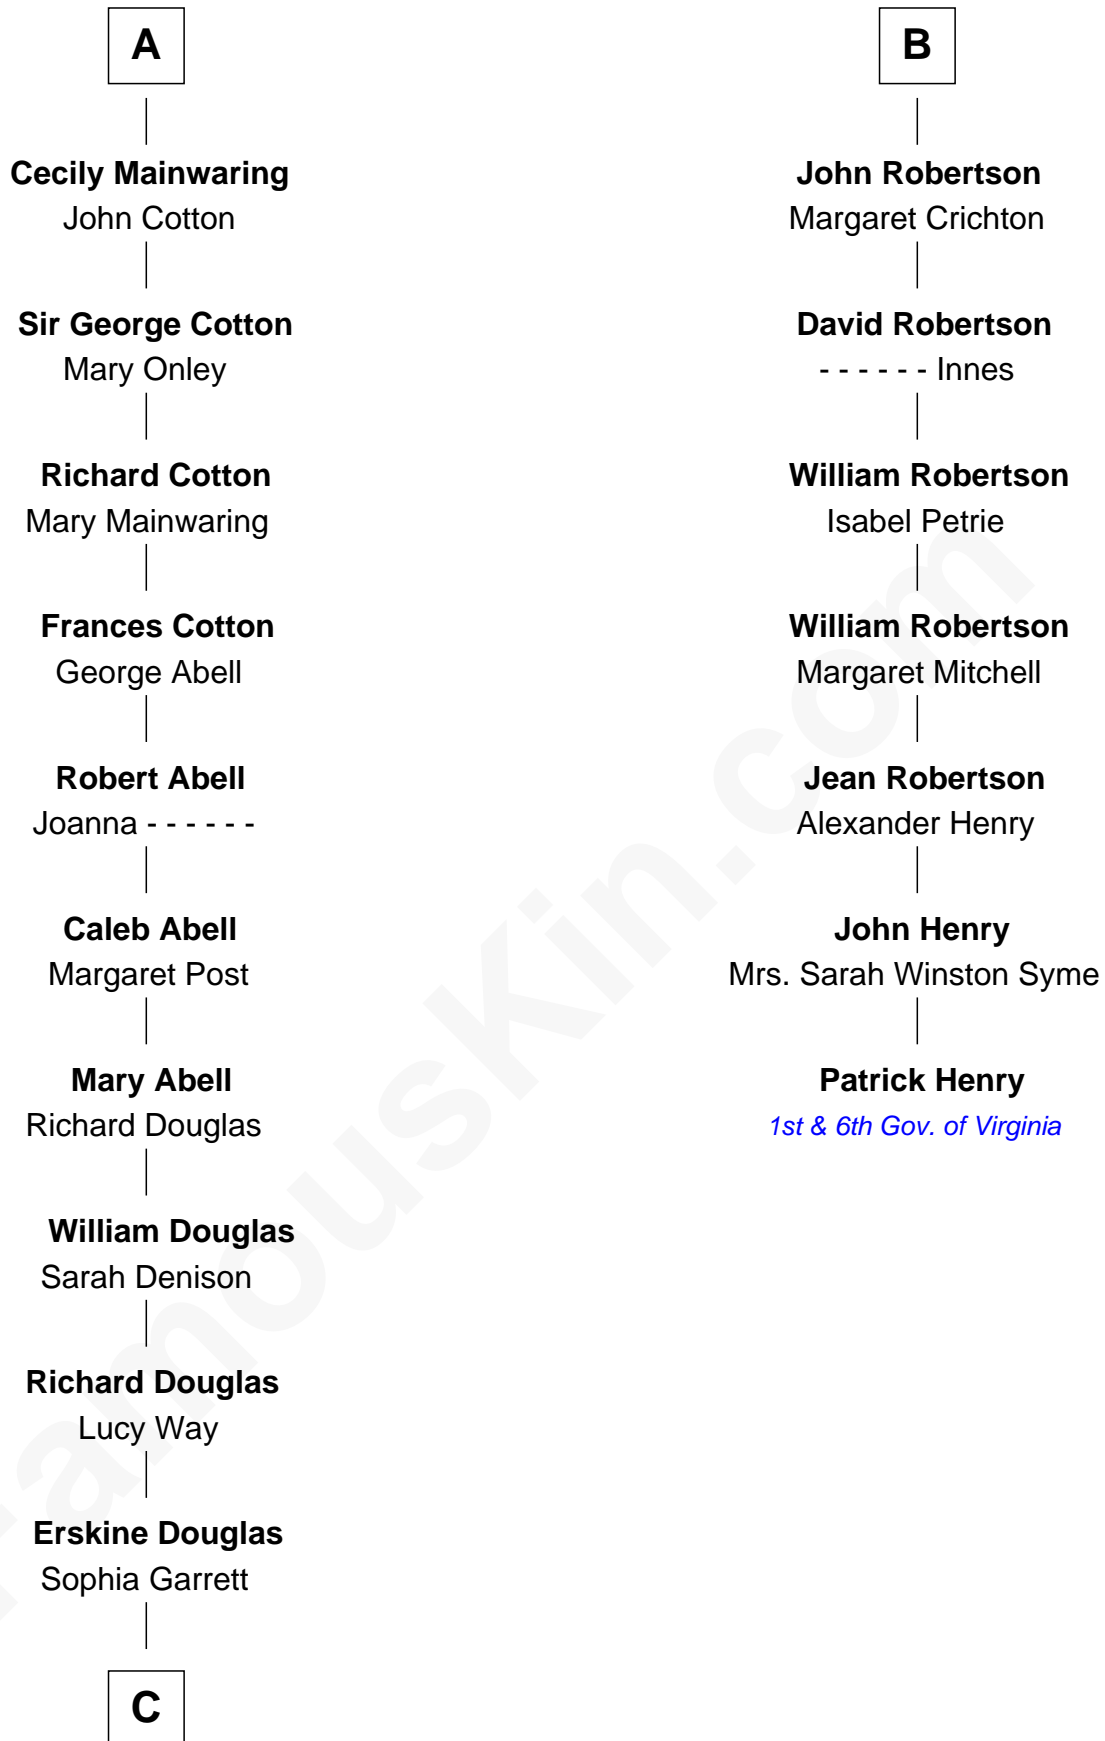 A
Cecily Mainwaring
John Cotton
Sir George Cotton
Mary Onley
Richard Cotton
Mary Mainwaring
Frances Cotton
George Abell
Robert Abell
Joanna - - - - - -
Caleb Abell
Margaret Post
Mary Abell
Richard Douglas
William Douglas
Sarah Denison
Richard Douglas
Lucy Way
Erskine Douglas
Sophia Garrett
C
B
John Robertson
Margaret Crichton
David Robertson
- - - - - - Innes
William Robertson
Isabel Petrie
William Robertson
Margaret Mitchell
Jean Robertson
Alexander Henry
John Henry
Mrs. Sarah Winston Syme
Patrick Henry
1st & 6th Gov. of Virginia
FamousKin.com